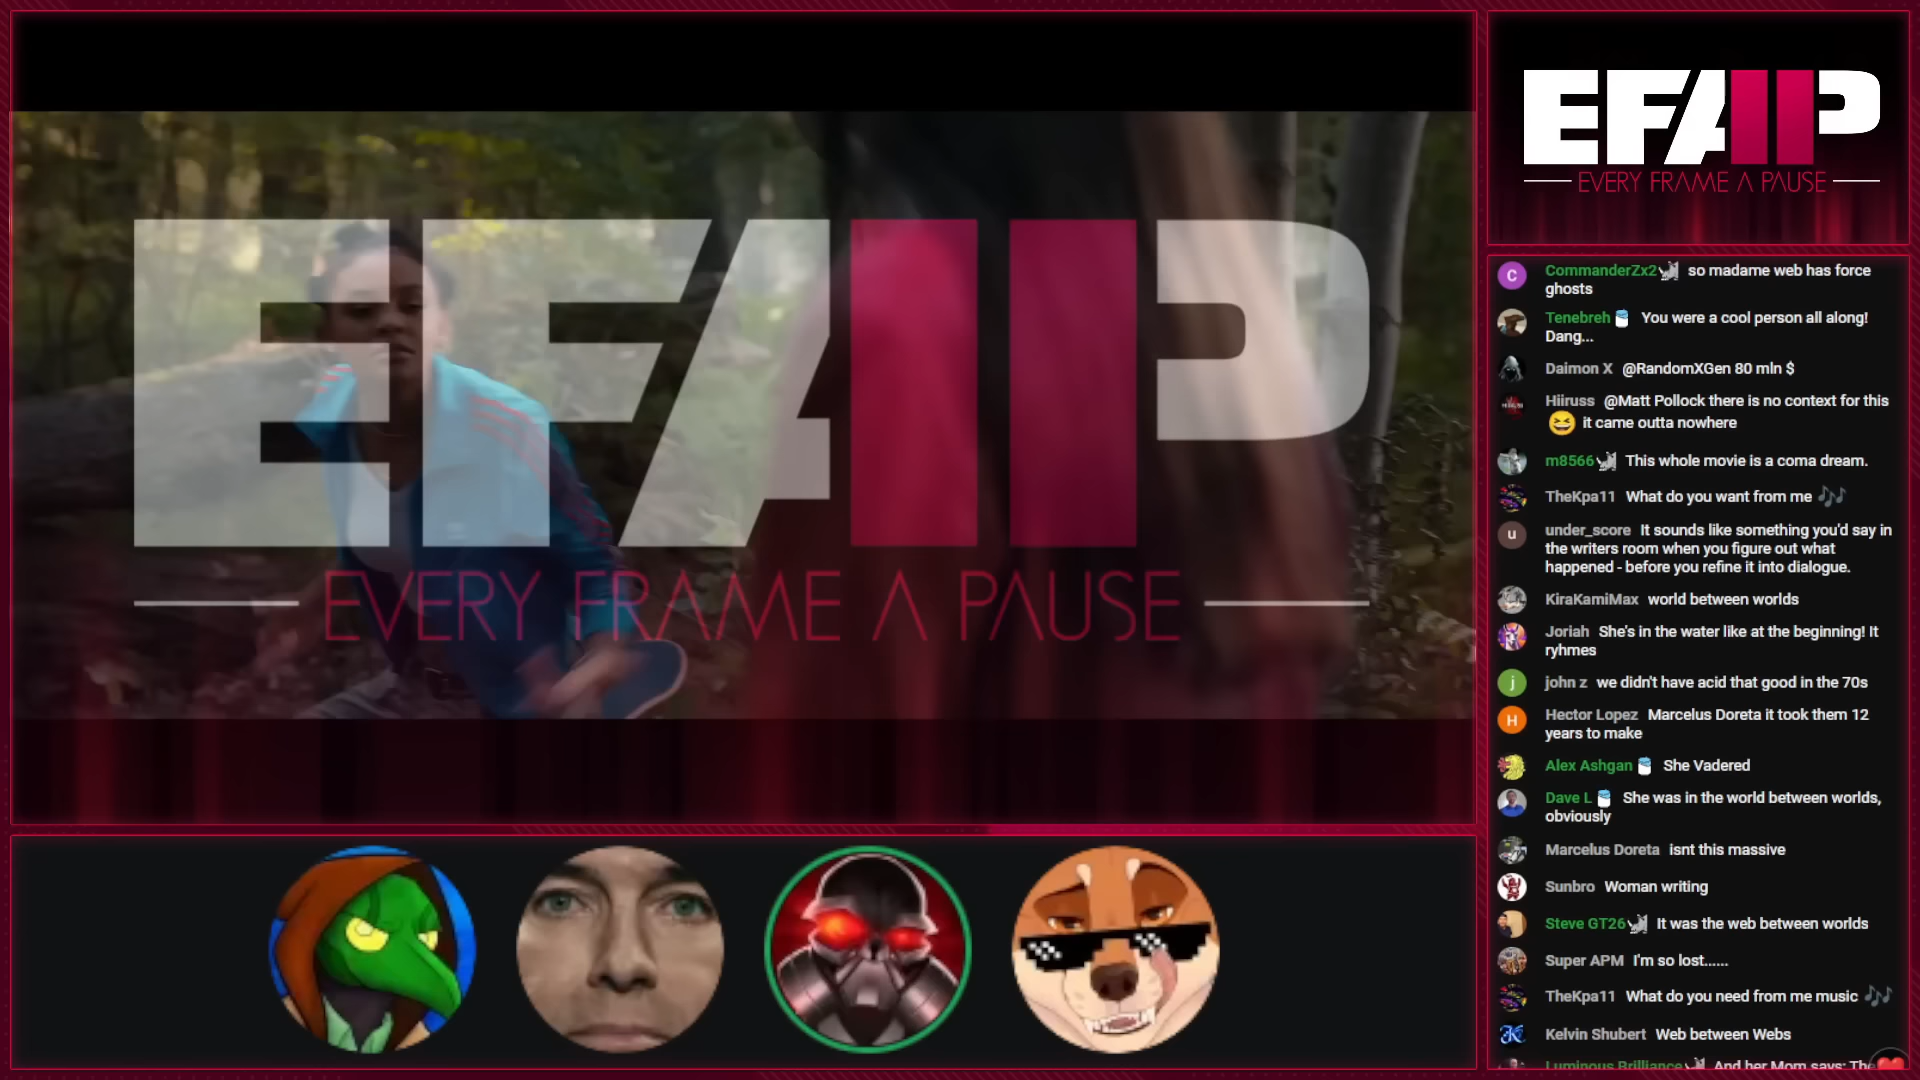 EFAP
EVERY FRAME A PAUSE
EFAP
EVERY FRAME A PAUSE
C
CommanderZx2 so madame web has force
ghosts
Tenebreh You were a cool person all along!
Dang...
Daimon X @RandomXGen 80 mln $
Hiiruss @Matt Pollock there is no context for this
it came outta nowhere
m8566 This whole movie is a coma dream.
TheKpa11 What do you want from me
u
under_score It sounds like something you'd say in
the writers room when you figure out what
happened - before you refine it into dialogue.
KiraKamiMax world between worlds
Joriah She's in the water like at the beginning! It
ryhmes
j
john z we didn't have acid that good in the 70s
H
Hector Lopez Marcelus Doreta it took them 12
years to make
Alex Ashgan She Vadered
Dave L She was in the world between worlds,
obviously
Marcelus Doreta isnt this massive
Sunbro Woman writing
Steve GT26 It was the web between worlds
Super APM I'm so lost......
TheKpa11 What do you need from me music
Kelvin Shubert Web between Webs
Luminous Brilliance And her Mom says: The